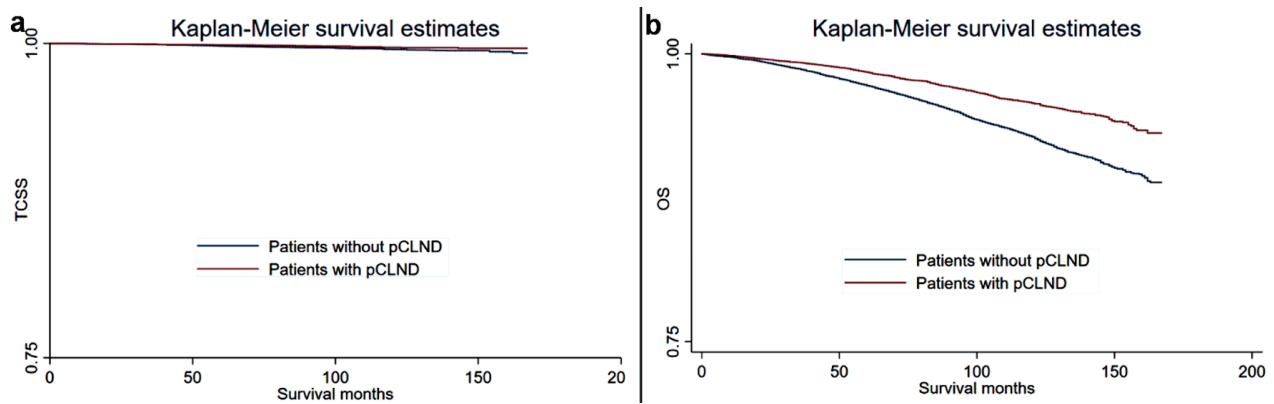 a
Kaplan-Meier survival estimates
1.00
TCSS
Patients without pCLND
Patients with pCLND
0.75
0 50 100 150 20
Survival months
b
Kaplan-Meier survival estimates
1.00
OS
Patients without pCLND
Patients with pCLND
0.75
0 50 100 150 200
Survival months